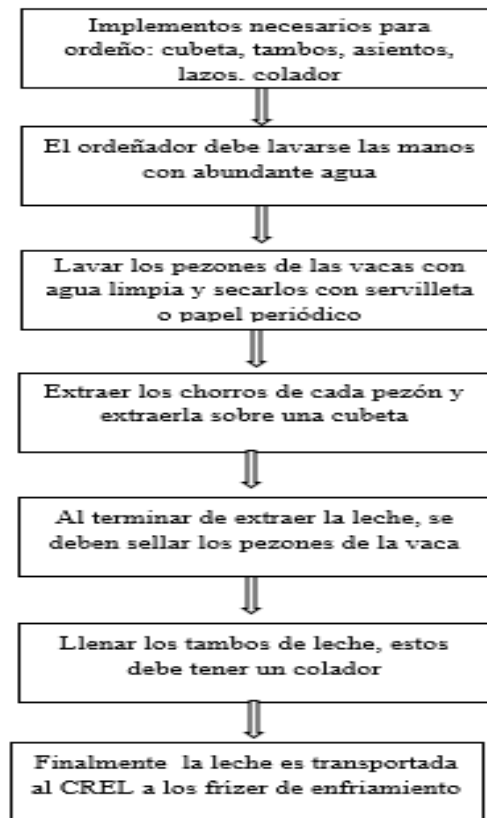 Implementos necesarios para
ordeño: cubeta, tambos, asientos,
lazos. colador
El ordeñador debe lavarse las manos
con abundante agua
Lavar los pezones de las vacas con
agua limpia y secarlos con servilleta
o papel periódico
Extraer los chorros de cada pezón y
extraerla sobre una cubeta
Al terminar de extraer la leche, se
deben sellar los pezones de la vaca
Llenar los tambos de leche, estos
debe tener un colador
Finalmente la leche es transportada
al CREL a los frízer de enfriamiento